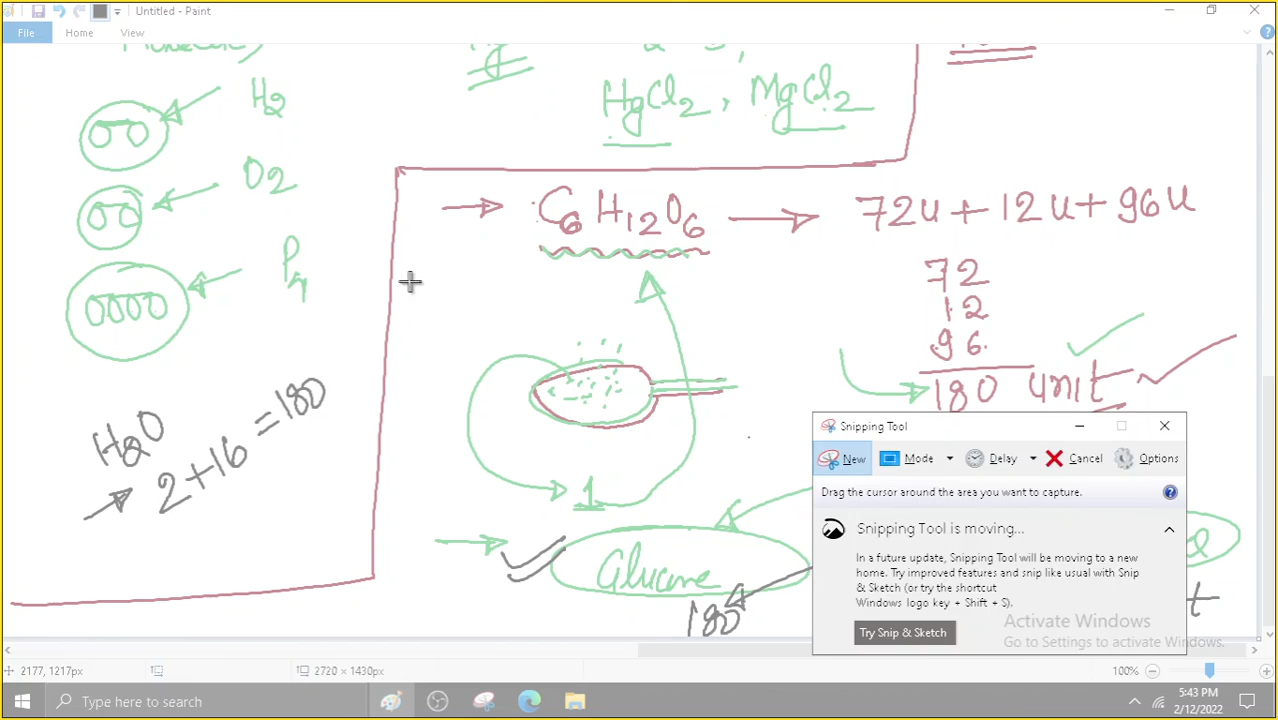 Untitled - Paint
File Home View
H2
HgCl2, MgCl2
O2
→ C6H12O6 → 72u + 12u + 96u
P4
72
12
96
180 unit
H2O
→ 2+16 = 180
1
→ Glucose
180
t
Snipping Tool
New Mode Delay Cancel Options
Drag the cursor around the area you want to capture.
Snipping Tool is moving...
In a future update, Snipping Tool will be moving to a new
home. Try improved features and snip like usual with Snip
& Sketch (or try the shortcut
Windows logo key + Shift + S).
Try Snip & Sketch
Activate Windows
Go to Settings to activate Windows.
2177, 1217px 2720 × 1430px 100%
Type here to search
5:43 PM
2/12/2022